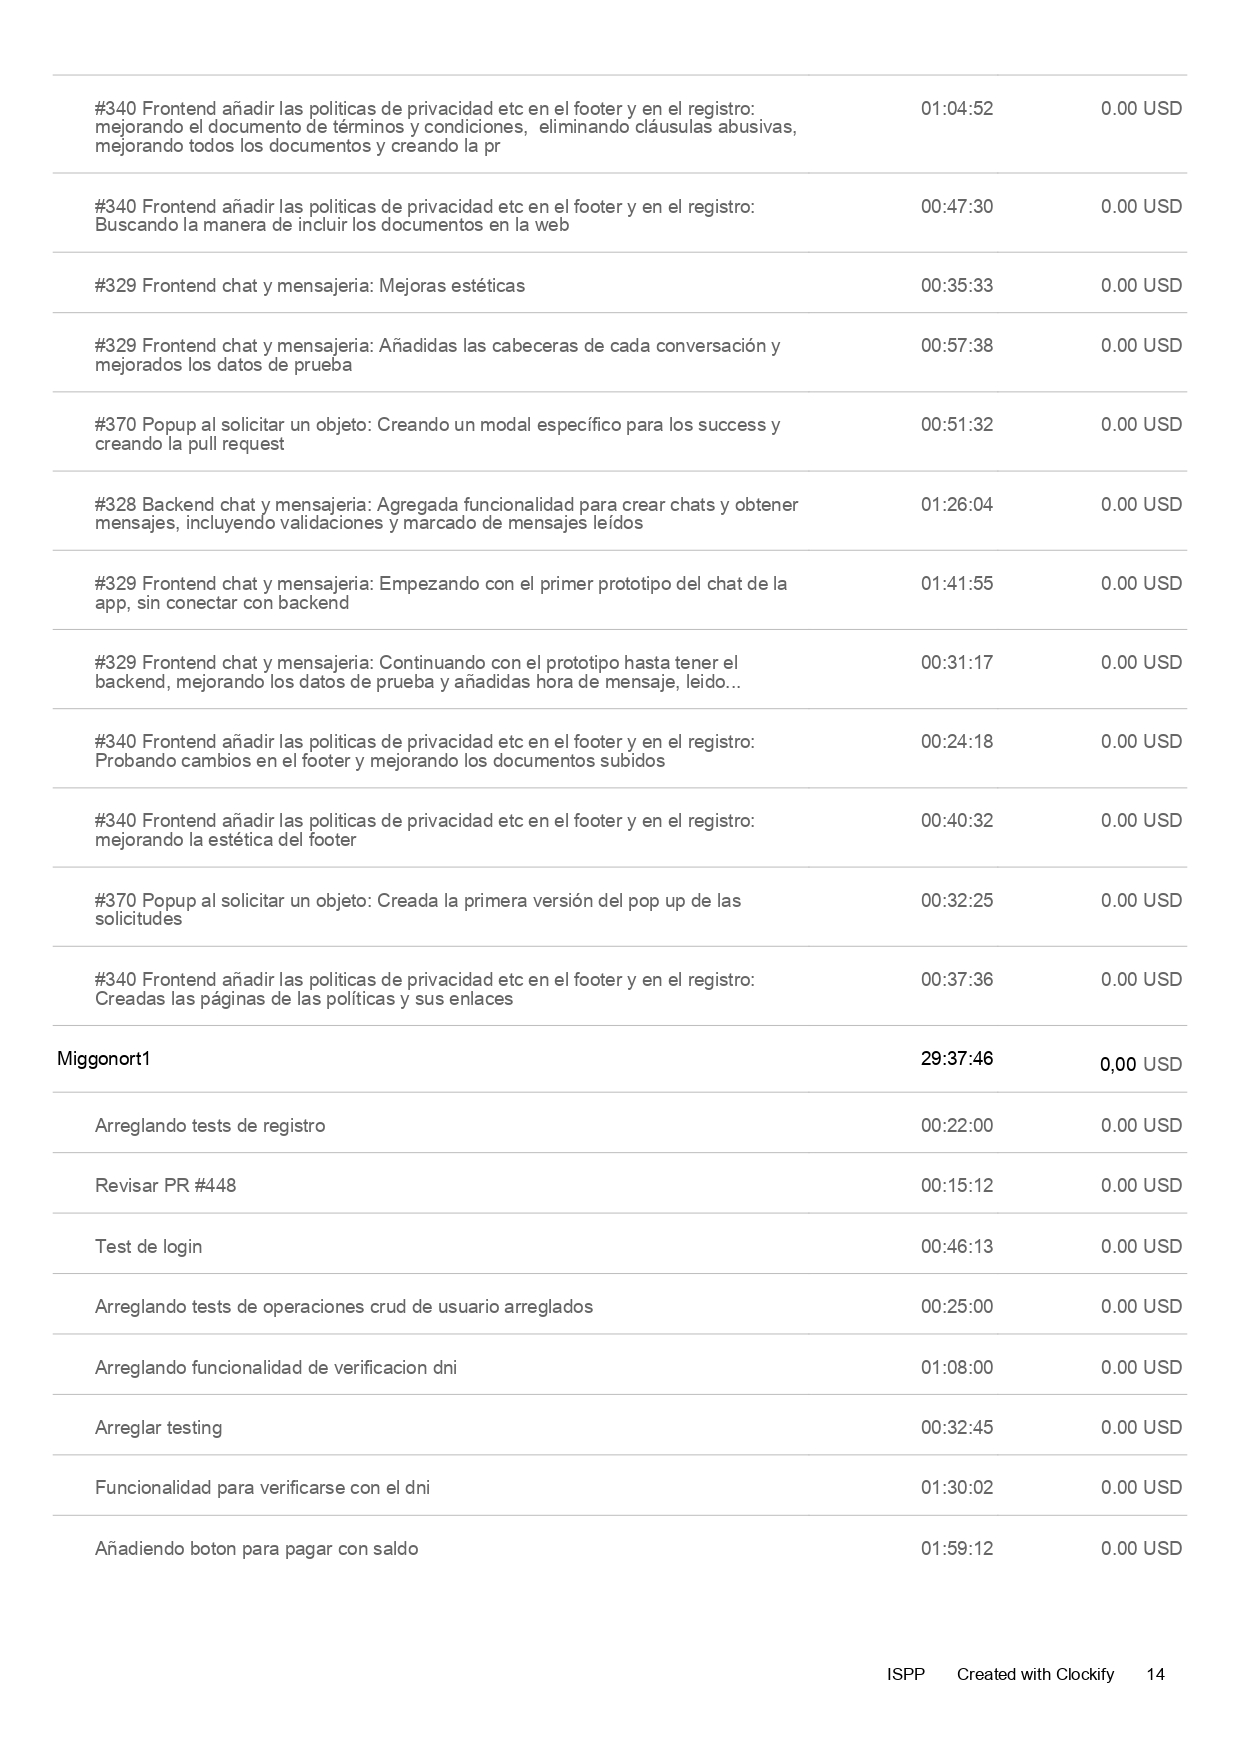 #340 Frontend añadir las politicas de privacidad etc en el footer y en el registro: 01:04:52 0.00 USD
mejorando el documento de términos y condiciones,  eliminando cláusulas abusivas,
mejorando todos los documentos y creando la pr
#340 Frontend añadir las politicas de privacidad etc en el footer y en el registro: 00:47:30 0.00 USD
Buscando la manera de incluir los documentos en la web
#329 Frontend chat y mensajeria: Mejoras estéticas 00:35:33 0.00 USD
#329 Frontend chat y mensajeria: Añadidas las cabeceras de cada conversación y 00:57:38 0.00 USD
mejorados los datos de prueba
#370 Popup al solicitar un objeto: Creando un modal específico para los success y 00:51:32 0.00 USD
creando la pull request
#328 Backend chat y mensajeria: Agregada funcionalidad para crear chats y obtener 01:26:04 0.00 USD
mensajes, incluyendo validaciones y marcado de mensajes leídos
#329 Frontend chat y mensajeria: Empezando con el primer prototipo del chat de la 01:41:55 0.00 USD
app, sin conectar con backend
#329 Frontend chat y mensajeria: Continuando con el prototipo hasta tener el 00:31:17 0.00 USD
backend, mejorando los datos de prueba y añadidas hora de mensaje, leido...
#340 Frontend añadir las politicas de privacidad etc en el footer y en el registro: 00:24:18 0.00 USD
Probando cambios en el footer y mejorando los documentos subidos
#340 Frontend añadir las politicas de privacidad etc en el footer y en el registro: 00:40:32 0.00 USD
mejorando la estética del footer
#370 Popup al solicitar un objeto: Creada la primera versión del pop up de las 00:32:25 0.00 USD
solicitudes
#340 Frontend añadir las politicas de privacidad etc en el footer y en el registro: 00:37:36 0.00 USD
Creadas las páginas de las políticas y sus enlaces
Miggonort1 29:37:46 0,00 USD
Arreglando tests de registro 00:22:00 0.00 USD
Revisar PR #448 00:15:12 0.00 USD
Test de login 00:46:13 0.00 USD
Arreglando tests de operaciones crud de usuario arreglados 00:25:00 0.00 USD
Arreglando funcionalidad de verificacion dni 01:08:00 0.00 USD
Arreglar testing 00:32:45 0.00 USD
Funcionalidad para verificarse con el dni 01:30:02 0.00 USD
Añadiendo boton para pagar con saldo 01:59:12 0.00 USD
ISPP Created with Clockify 14